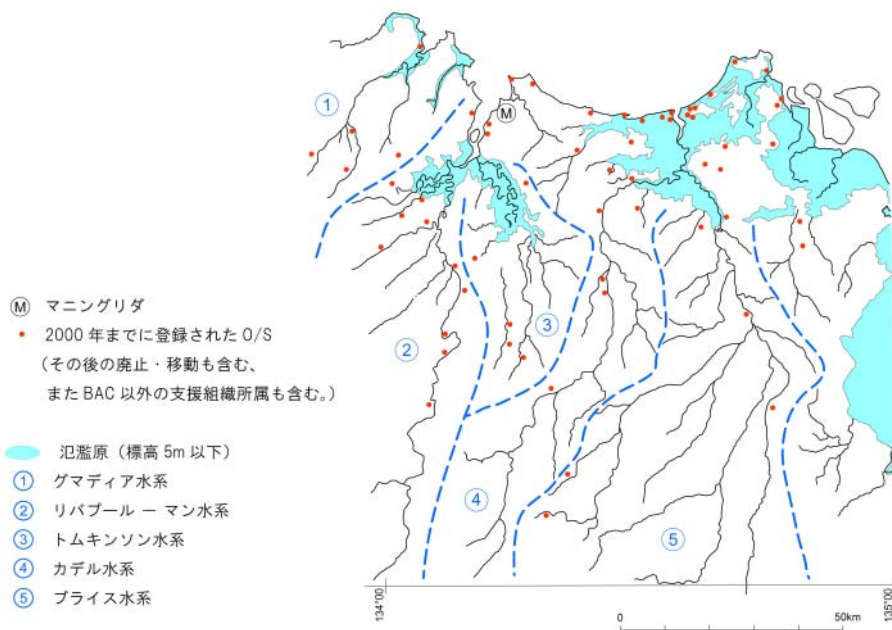 ①
M
Ⓜ マニングリダ
• 2000年までに登録された O/S
（その後の廃止・移動も含む、
また BAC 以外の支援組織所属も含む。）
②
③
氾濫原（標高 5m 以下）
① グマディア水系
② リバプール － マン水系
③ トムキンソン水系
④ カデル水系
⑤ ブライス水系
④
⑤
134°00
135°00
0
50km